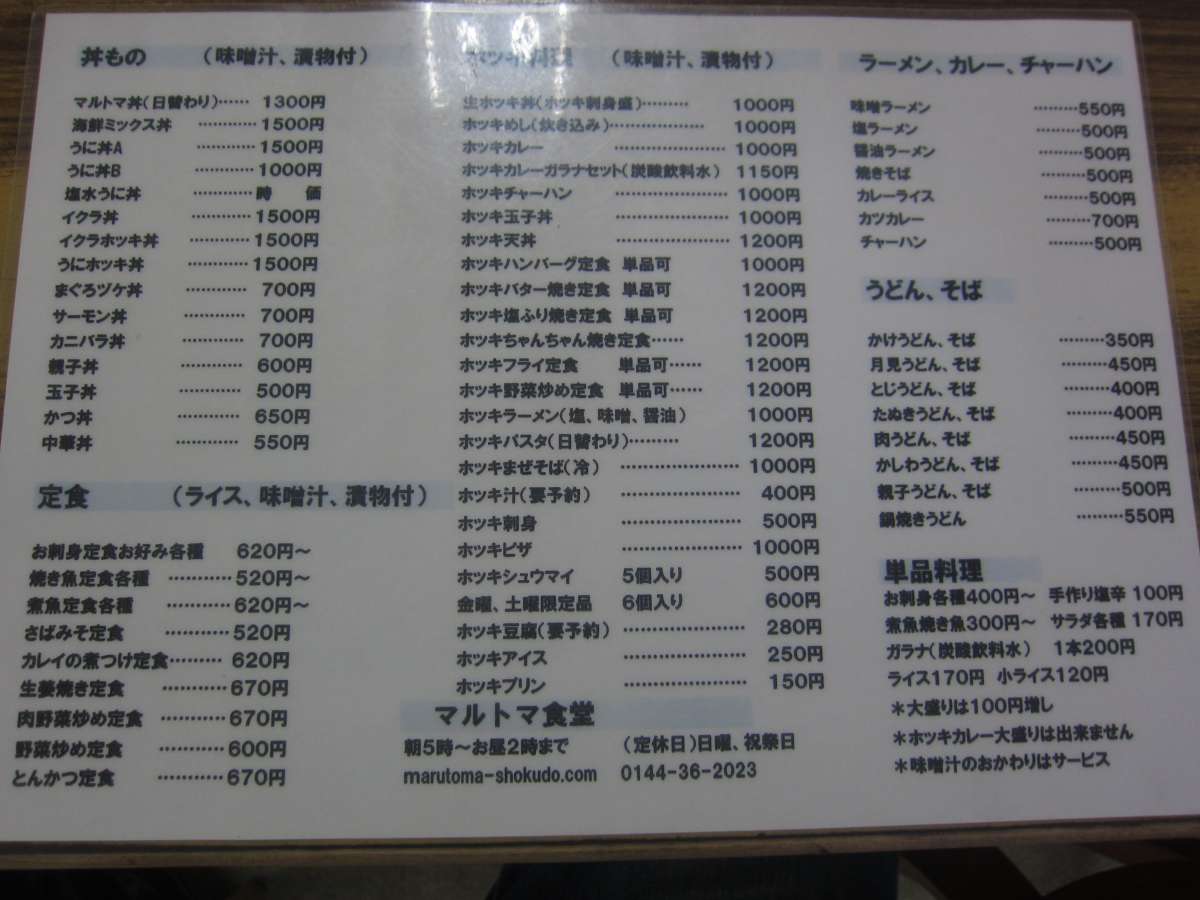 丼もの （味噌汁、漬物付）
マルトマ丼（日替わり）…… 1300円
海鮮ミックス丼 ………… 1500円
うに丼A ………… 1500円
うに丼B ………… 1000円
塩水うに丼 ………… 時 価
イクラ丼 ………… 1500円
イクラホッキ丼 ………… 1500円
うにホッキ丼 ………… 1500円
まぐろヅケ丼 ………… 700円
サーモン丼 ………… 700円
カニバラ丼 ………… 700円
親子丼 ………… 600円
玉子丼 ………… 500円
かつ丼 ………… 650円
中華丼 ………… 550円
定食 （ライス、味噌汁、漬物付）
お刺身定食お好み各種 620円～
焼き魚定食各種 ………… 520円～
煮魚定食各種 ………… 620円～
さばみそ定食 ………… 520円
カレイの煮つけ定食……… 620円
生姜焼き定食 ………… 670円
肉野菜炒め定食 ………… 670円
野菜炒め定食 ………… 600円
とんかつ定食 ………… 670円
ホッキ料理 （味噌汁、漬物付）
生ホッキ丼（ホッキ刺身盛）……… 1000円
ホッキめし（炊き込み）……………… 1000円
ホッキカレー ………………… 1000円
ホッキカレーガラナセット（炭酸飲料水） 1150円
ホッキチャーハン ………………… 1000円
ホッキ玉子丼 ………………… 1000円
ホッキ天丼 ………………… 1200円
ホッキハンバーグ定食 単品可 1000円
ホッキバター焼き定食 単品可 1200円
ホッキ塩ふり焼き定食 単品可 1200円
ホッキちゃんちゃん焼き定食…… 1200円
ホッキフライ定食 単品可…… 1200円
ホッキ野菜炒め定食 単品可…… 1200円
ホッキラーメン（塩、味噌、醤油） 1000円
ホッキパスタ（日替わり）……… 1200円
ホッキまぜそば（冷） ………………… 1000円
ホッキ汁（要予約） ………………… 400円
ホッキ刺身 ………………… 500円
ホッキピザ ………………… 1000円
ホッキシュウマイ 5個入り 500円
金曜、土曜限定品 6個入り 600円
ホッキ豆腐（要予約） ………………… 280円
ホッキアイス ………………… 250円
ホッキプリン ………………… 150円
マルトマ食堂
朝5時～お昼2時まで （定休日）日曜、祝祭日
marutoma-shokudo.com 0144-36-2023
ラーメン、カレー、チャーハン
味噌ラーメン …………550円
塩ラーメン …………500円
醤油ラーメン …………500円
焼きそば …………500円
カレーライス …………500円
カツカレー ………700円
チャーハン ………500円
うどん、そば
かけうどん、そば ………350円
月見うどん、そば ………450円
とじうどん、そば ………400円
たぬきうどん、そば ………400円
肉うどん、そば ………450円
かしわうどん、そば ………450円
親子うどん、そば ………500円
鍋焼きうどん …………550円
単品料理
お刺身各種400円～ 手作り塩辛 100円
煮魚焼き魚300円～ サラダ各種 170円
ガラナ（炭酸飲料水） 1本200円
ライス170円 小ライス120円
＊大盛りは100円増し
＊ホッキカレー大盛りは出来ません
＊味噌汁のおかわりはサービス